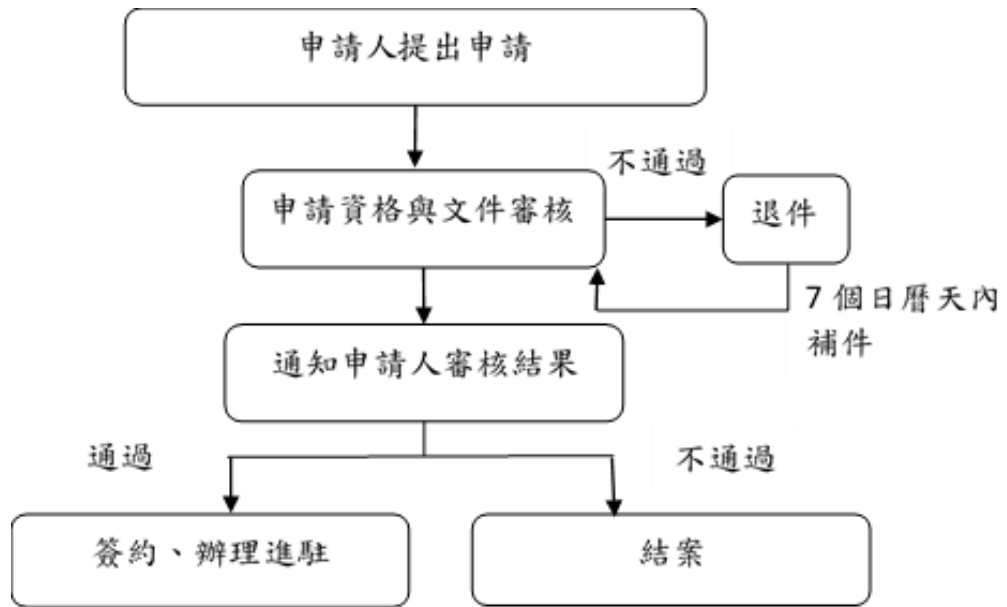 申請人提出申請
不通過
申請資格與文件審核
退件
7 個日曆天內
補件
通知申請人審核結果
通過
不通過
簽約、辦理進駐
結案